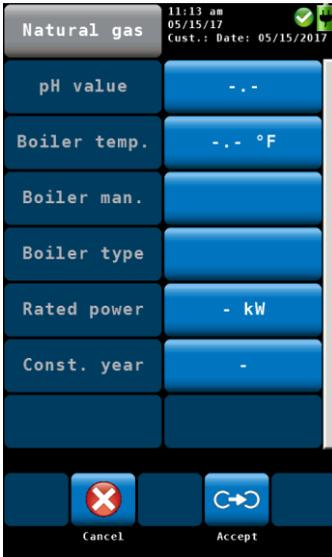 Natural gas
11:13 am
05/15/17
Cust.: Date: 05/15/2017
pH value -.-
Boiler temp. -.- °F
Boiler man.
Boiler type
Rated power - kW
Const. year -
Cancel Accept